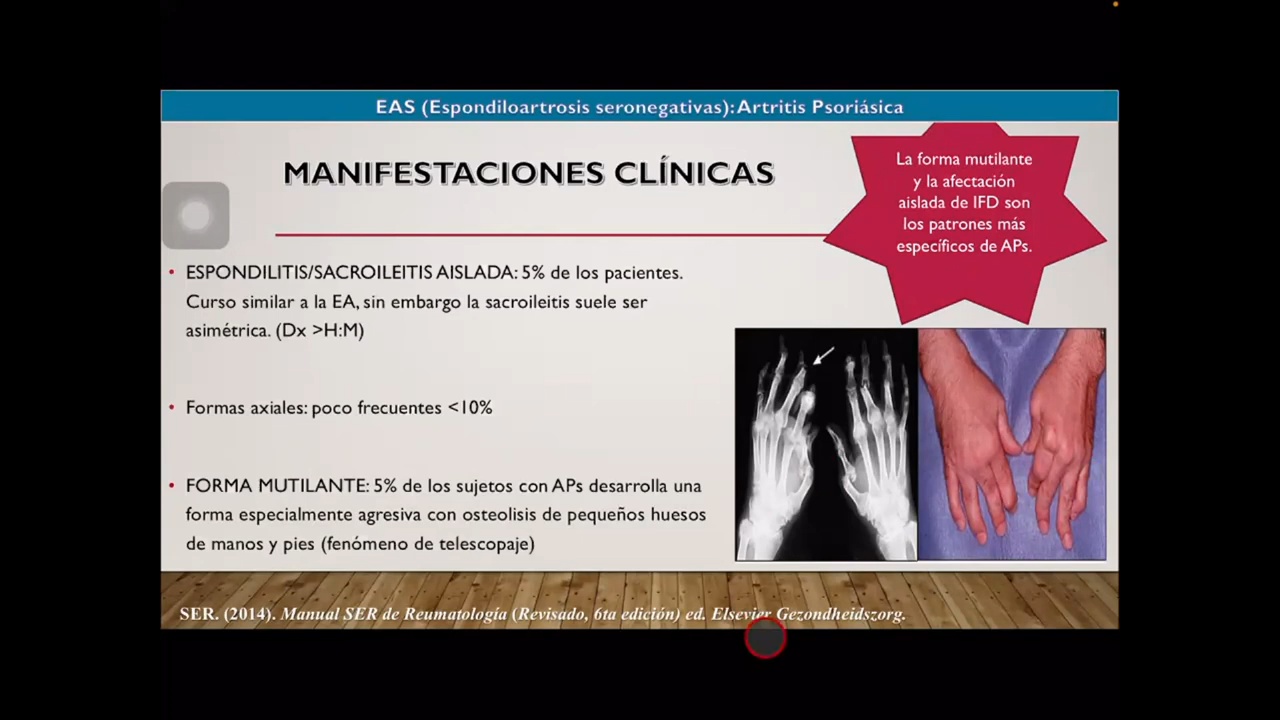 EAS (Espondiloartrosis seronegativas): Artritis Psoriásica
MANIFESTACIONES CLÍNICAS
La forma mutilante
y la afectación
aislada de IFD son
los patrones más
específicos de APs.
• ESPONDILITIS/SACROILEITIS AISLADA: 5% de los pacientes.
Curso similar a la EA, sin embargo la sacroileitis suele ser
asimétrica. (Dx >H:M)
• Formas axiales: poco frecuentes <10%
• FORMA MUTILANTE: 5% de los sujetos con APs desarrolla una
forma especialmente agresiva con osteolisis de pequeños huesos
de manos y pies (fenómeno de telescopaje)
SER. (2014). Manual SER de Reumatología (Revisado, 6ta edición) ed. Elsevier Gezondheidszorg.